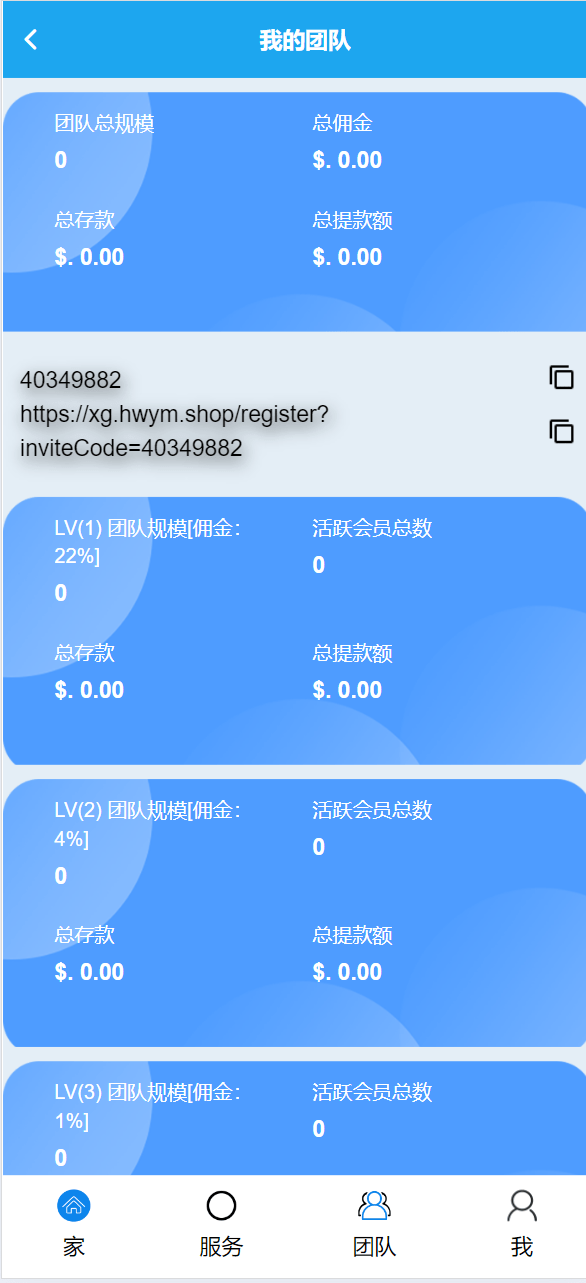 我的团队
团队总规模
总佣金
0
$. 0.00
总存款
总提款额
$. 0.00
$. 0.00
40349882
https://xg.hwym.shop/register?
inviteCode=40349882
LV(1) 团队规模[佣金：
22%]
活跃会员总数
0
0
总存款
总提款额
$. 0.00
$. 0.00
LV(2) 团队规模[佣金：
4%]
活跃会员总数
0
0
总存款
总提款额
$. 0.00
$. 0.00
LV(3) 团队规模[佣金：
1%]
活跃会员总数
0
0
家
服务
团队
我